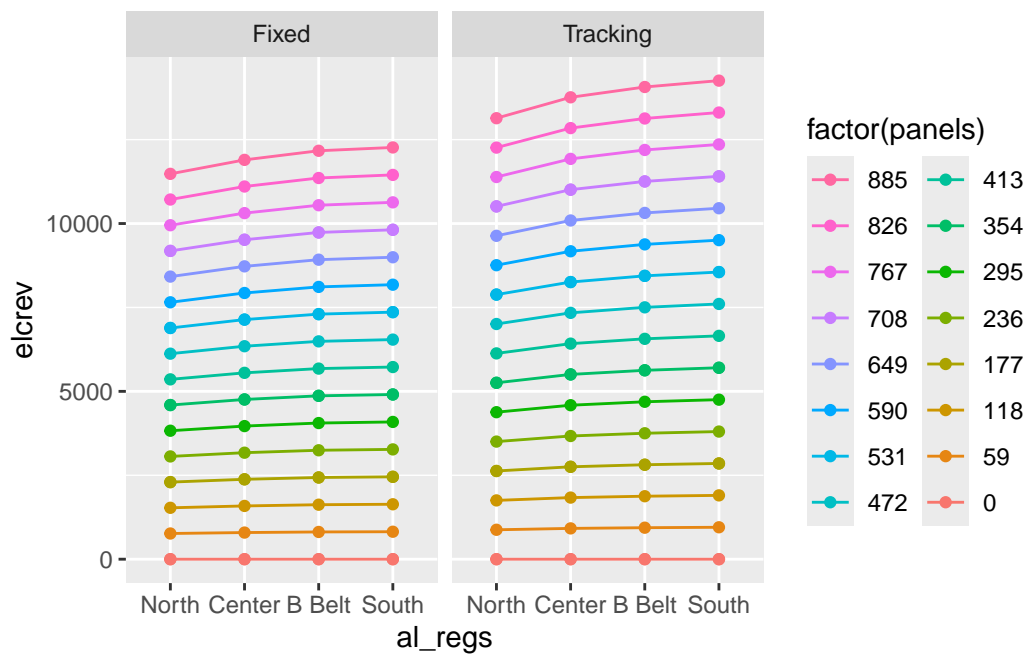 Fixed
Tracking
elcrev
10000
5000
0
North Center B Belt South
North Center B Belt South
al_regs
factor(panels)
885
826
767
708
649
590
531
472
413
354
295
236
177
118
59
0